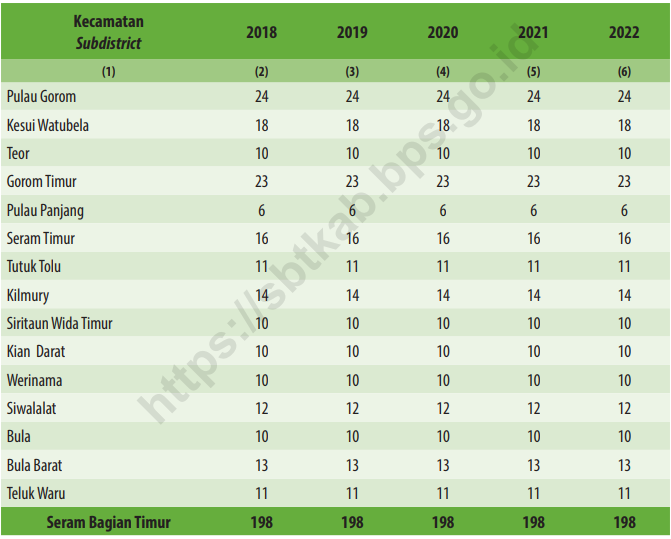 Kecamatan 2018 2019 2020 2021 2022
Subdistrict
(1) (2) (3) (4) (5) (6)
Pulau Gorom 24 24 24 24 24
Kesui Watubela 18 18 18 18 18
Teor 10 10 10 10 10
Gorom Timur 23 23 23 23 23
Pulau Panjang 6 6 6 6 6
Seram Timur 16 16 16 16 16
Tutuk Tolu 11 11 11 11 11
Kilmury 14 14 14 14 14
Siritaun Wida Timur 10 10 10 10 10
Kian Darat 10 10 10 10 10
Werinama 10 10 10 10 10
Siwalalat 12 12 12 12 12
Bula 10 10 10 10 10
Bula Barat 13 13 13 13 13
Teluk Waru 11 11 11 11 11
Seram Bagian Timur 198 198 198 198 198
https://sbtkab.bps.go.id